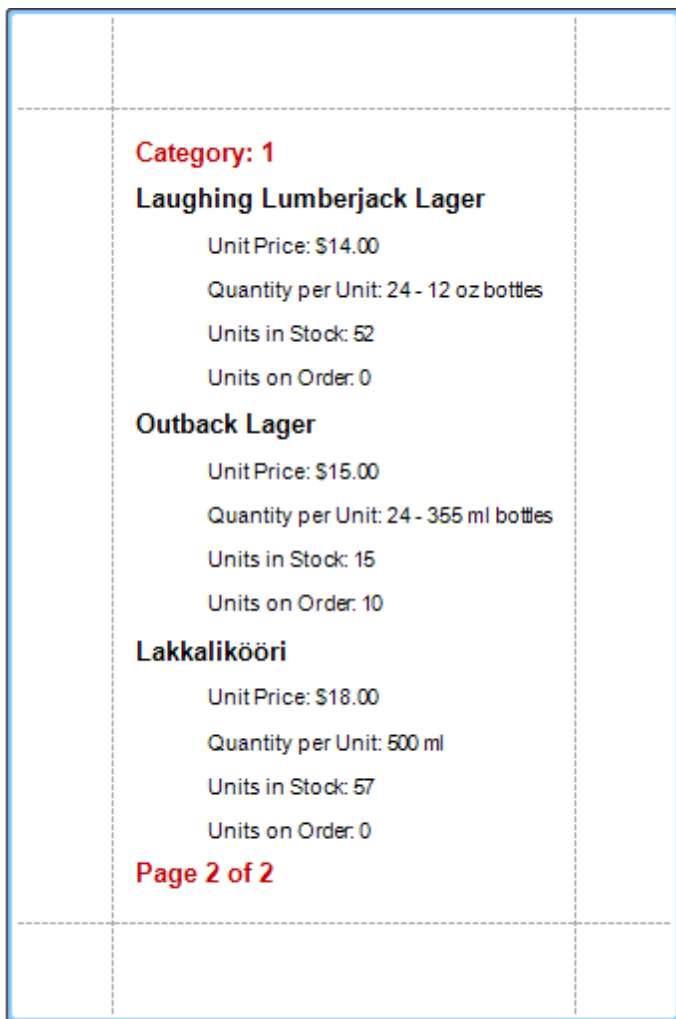 Category: 1
Laughing Lumberjack Lager
Unit Price: $14.00
Quantity per Unit: 24 - 12 oz bottles
Units in Stock: 52
Units on Order: 0
Outback Lager
Unit Price: $15.00
Quantity per Unit: 24 - 355 ml bottles
Units in Stock: 15
Units on Order: 10
Lakkalikööri
Unit Price: $18.00
Quantity per Unit: 500 ml
Units in Stock: 57
Units on Order: 0
Page 2 of 2